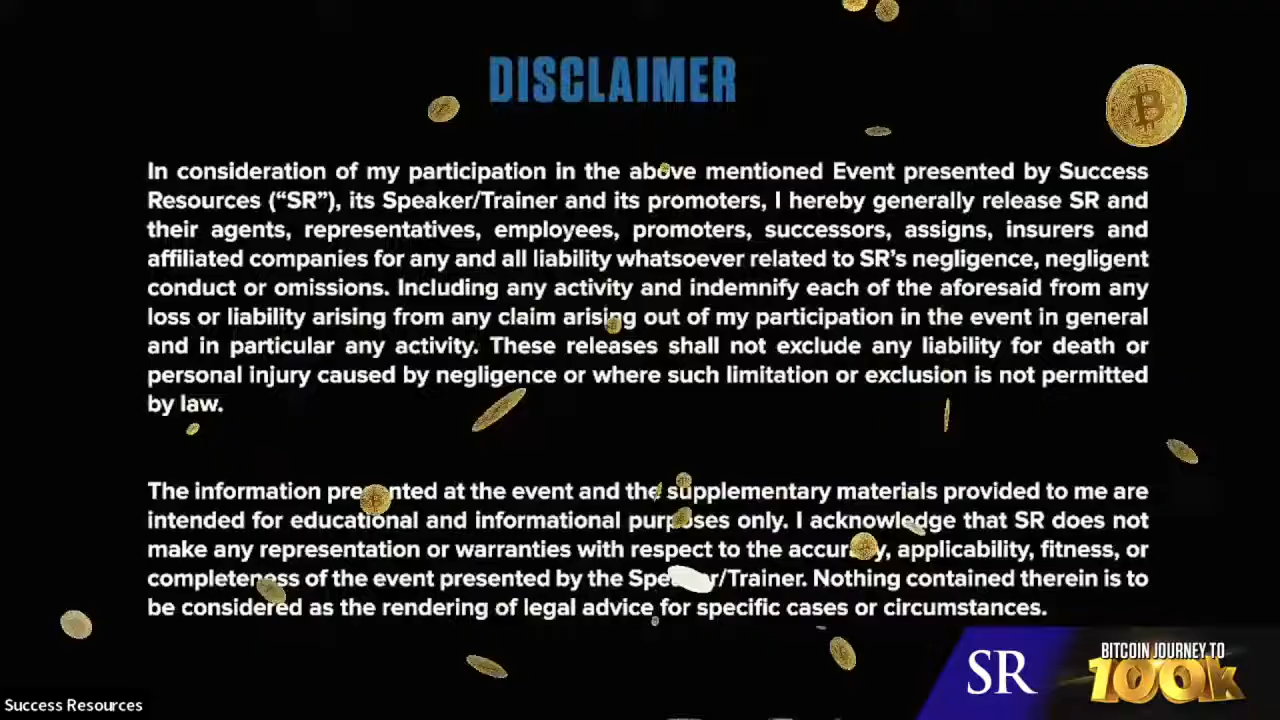 DISCLAIMER
In consideration of my participation in the above mentioned Event presented by Success
Resources (“SR”), its Speaker/Trainer and its promoters, I hereby generally release SR and
their agents, representatives, employees, promoters, successors, assigns, insurers and
affiliated companies for any and all liability whatsoever related to SR’s negligence, negligent
conduct or omissions. Including any activity and indemnify each of the aforesaid from any
loss or liability arising from any claim arising out of my participation in the event in general
and in particular any activity. These releases shall not exclude any liability for death or
personal injury caused by negligence or where such limitation or exclusion is not permitted
by law.
The information presented at the event and the supplementary materials provided to me are
intended for educational and informational purposes only. I acknowledge that SR does not
make any representation or warranties with respect to the accuracy, applicability, fitness, or
completeness of the event presented by the Speaker/Trainer. Nothing contained therein is to
be considered as the rendering of legal advice for specific cases or circumstances.
SR
BITCOIN JOURNEY TO
100k
Success Resources